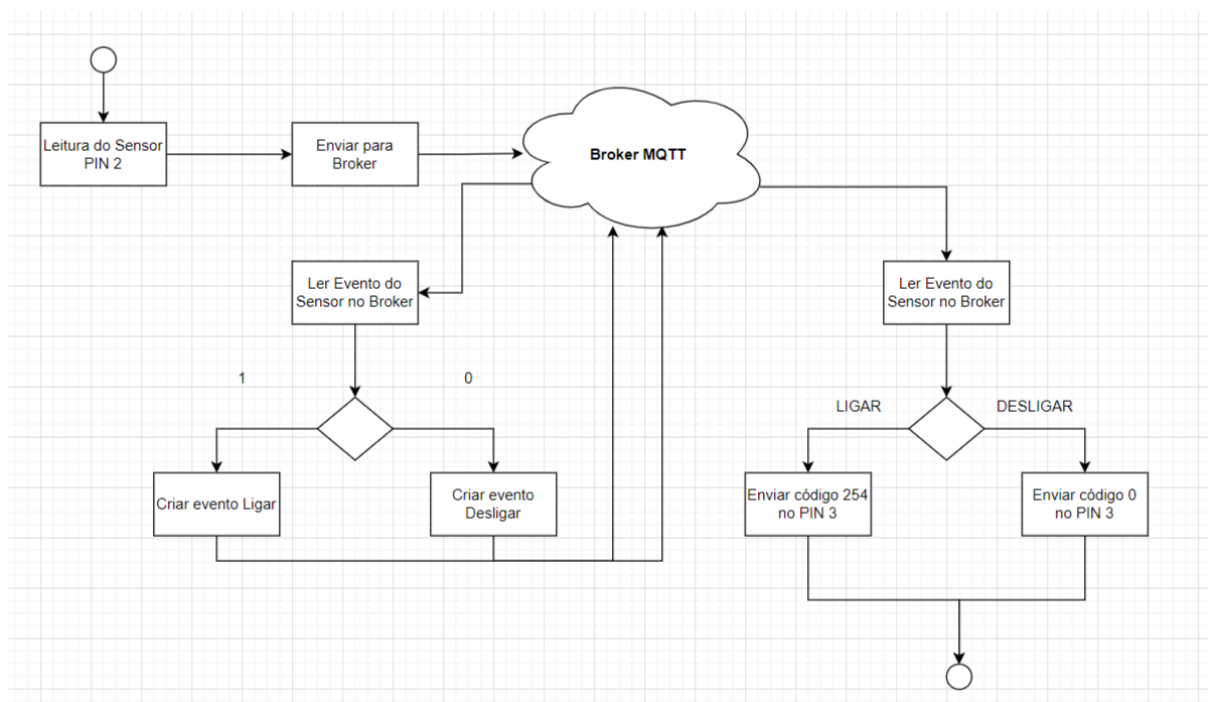 Leitura do Sensor
PIN 2
Enviar para
Broker
Broker MQTT
Ler Evento do
Sensor no Broker
Ler Evento do
Sensor no Broker
1
0
LIGAR
DESLIGAR
Criar evento Ligar
Criar evento
Desligar
Enviar código 254
no PIN 3
Enviar código 0
no PIN 3